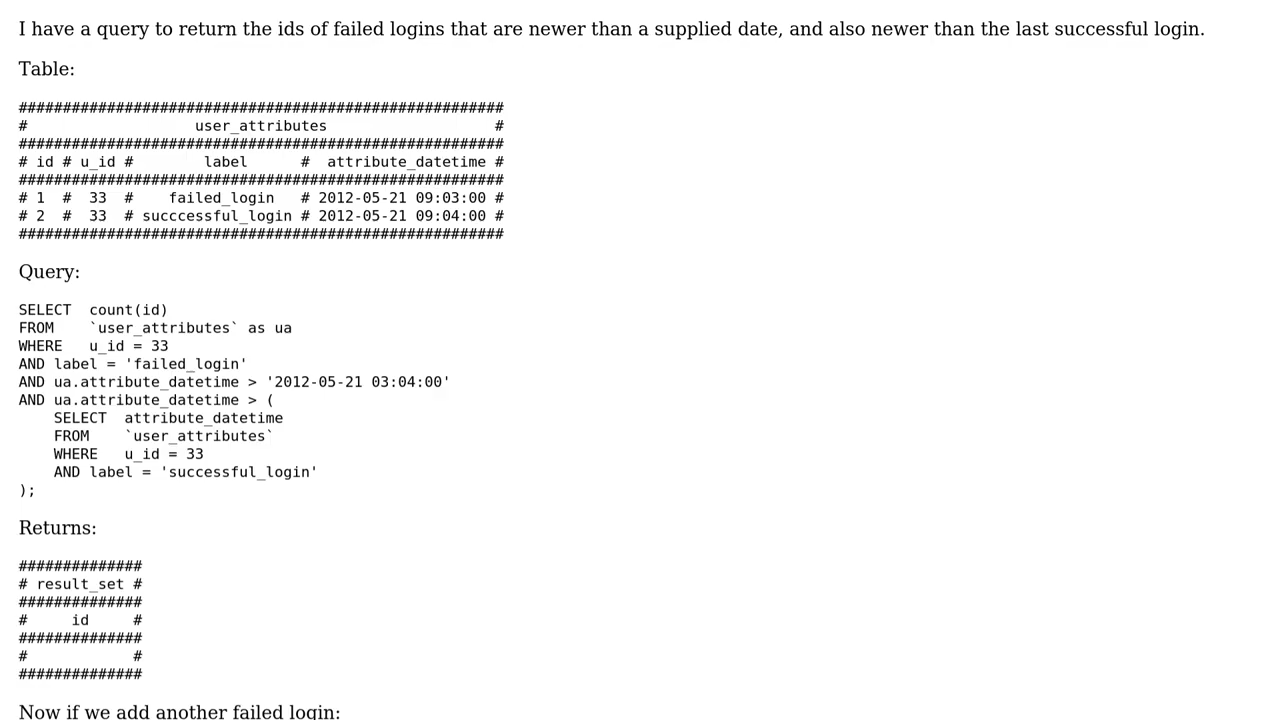 I have a query to return the ids of failed logins that are newer than a supplied date, and also newer than the last successful login.
Table:
#######################################################
#                   user_attributes                   #
#######################################################
# id # u_id #        label      #  attribute_datetime #
#######################################################
# 1  #  33  #    failed_login   # 2012-05-21 09:03:00 #
# 2  #  33  # succcessful_login # 2012-05-21 09:04:00 #
#######################################################
Query:
SELECT  count(id)
FROM    `user_attributes` as ua
WHERE   u_id = 33
AND label = 'failed_login'
AND ua.attribute_datetime > '2012-05-21 03:04:00'
AND ua.attribute_datetime > (
    SELECT  attribute_datetime
    FROM    `user_attributes`
    WHERE   u_id = 33
    AND label = 'successful_login'
);
Returns:
##############
# result_set #
##############
#     id     #
##############
#            #
##############
Now if we add another failed login: